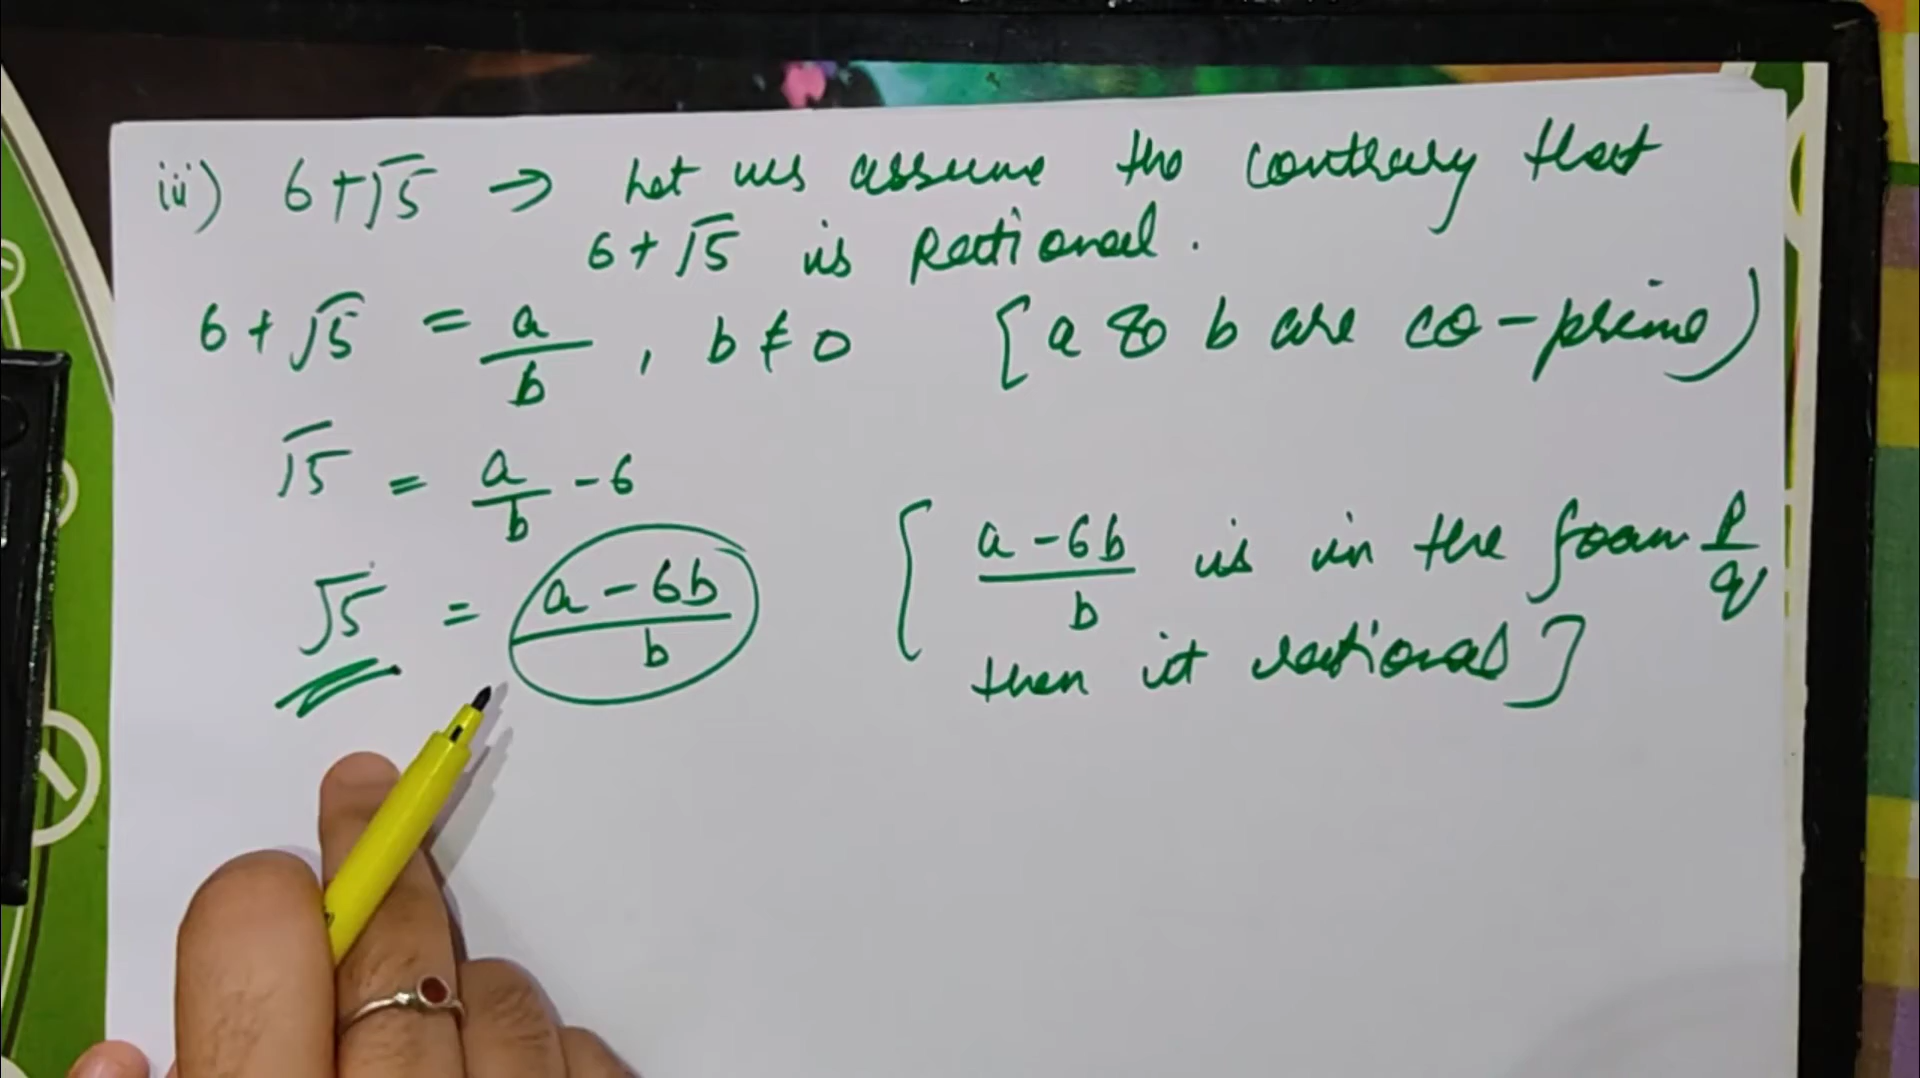 iii) 6+√5 → Let us assume the contrary that
6+√5 is Rational.
6+√5 = a/b , b≠0 [a & b are co-prime)
√5 = a/b -6
√5 = a-6b/b [a-6b/b is in the foam p/q
then it rational]